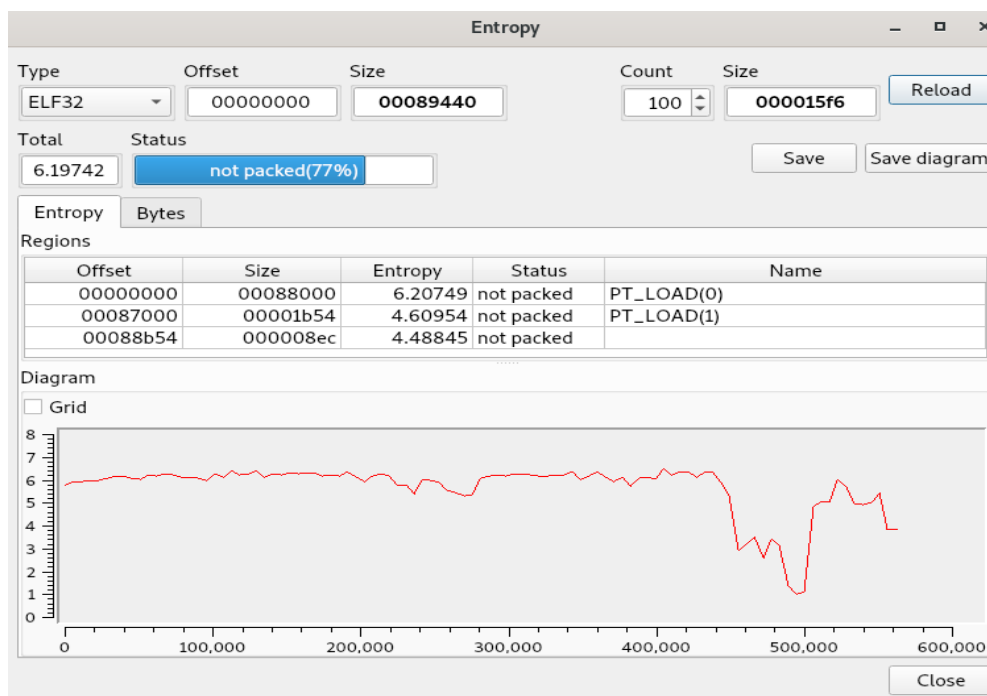 Entropy
Type Offset Size Count Size
ELF32 00000000 00089440 100 000015f6 Reload
Total Status
6.19742 not packed(77%) Save Save diagram
Entropy Bytes
Regions
Offset Size Entropy Status Name
00000000 00088000 6.20749 not packed PT_LOAD(0)
00087000 00001b54 4.60954 not packed PT_LOAD(1)
00088b54 000008ec 4.48845 not packed
Diagram
Grid
8
7
6
5
4
3
2
1
0
0 100,000 200,000 300,000 400,000 500,000 600,000
Close